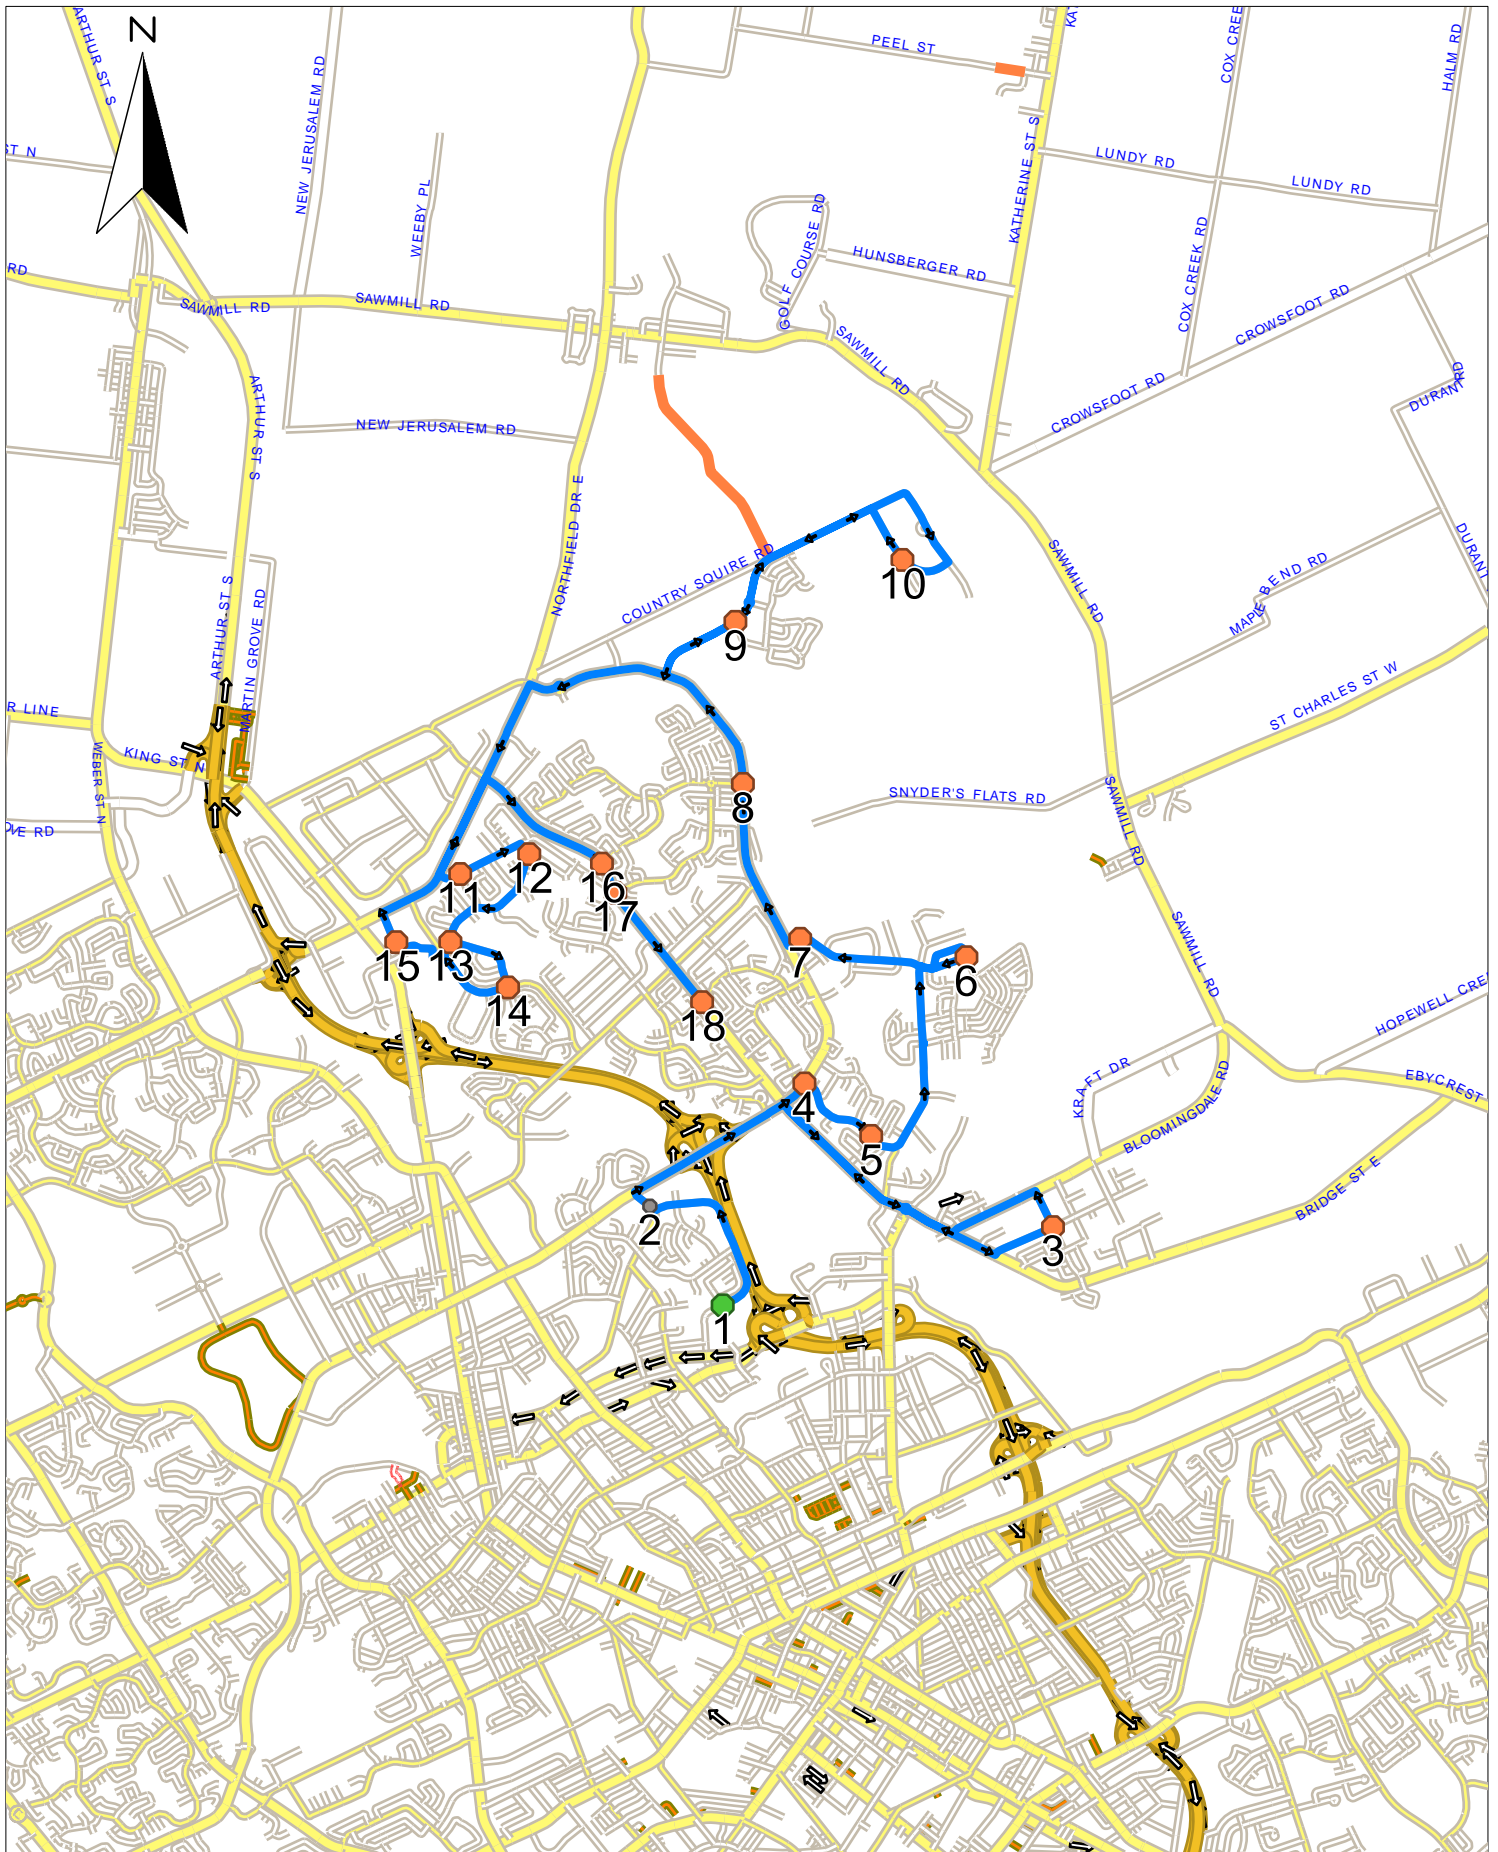 N
ARTHUR ST S
NEW JERUSALEM RD
PEEL ST
COX CREE
HALM RD
ST N
WEEBY PL
KATHERINE ST S
LUNDY RD
LUNDY RD
GOLF COURSE RD
HUNSBERGER RD
COX CREEK RD
RD
SAWMILL RD
SAWMILL RD
SAWMILL RD
CROWSFOOT RD
CROWSFOOT RD
DURANT RD
ARTHUR ST S
NEW JERUSALEM RD
NORTHFIELD DR E
COUNTRY SQUIRE RD
SAWMILL RD
DURANT
MAPLE BEND RD
ARTHUR ST S
MARTIN GROVE RD
10
9
R LINE
KING ST N
WEBER ST N
ST CHARLES ST W
SNYDER'S FLATS RD
SAWMILL RD
8
11
12
16
17
SAWMILL RD
15
13
14
18
7
6
HOPEWELL CRE
KRAFT DR
BLOOMINGDALE RD
EBYCREST
4
5
BRIDGE ST E
2
3
1